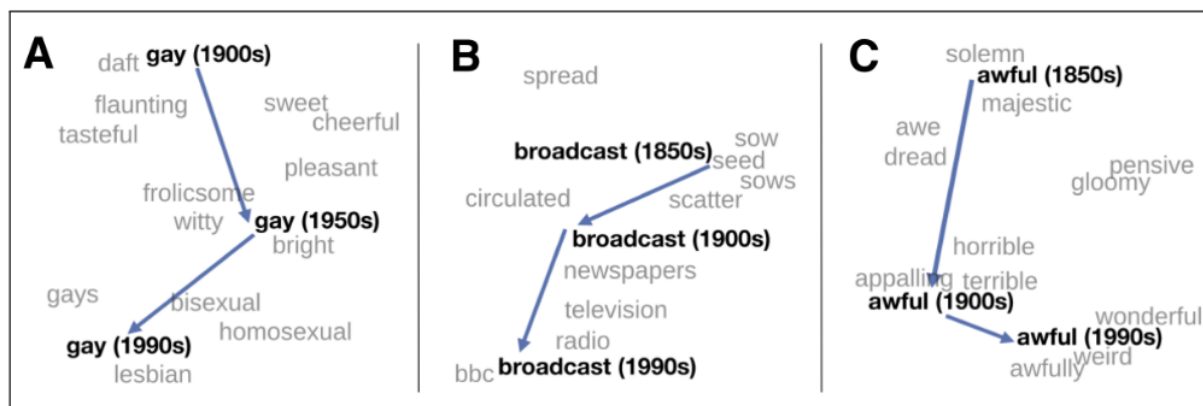 A
gay (1900s)
daft
flaunting
sweet
tasteful
cheerful
pleasant
frolicsome
witty
gay (1950s)
bright
gays
bisexual
homosexual
gay (1990s)
lesbian
B
spread
sow
broadcast (1850s)
seed
sows
circulated
scatter
broadcast (1900s)
newspapers
television
radio
bbc
broadcast (1990s)
C
solemn
awful (1850s)
majestic
awe
dread
pensive
gloomy
horrible
appalling
terrible
awful (1900s)
wonderful
awful (1990s)
weird
awfully